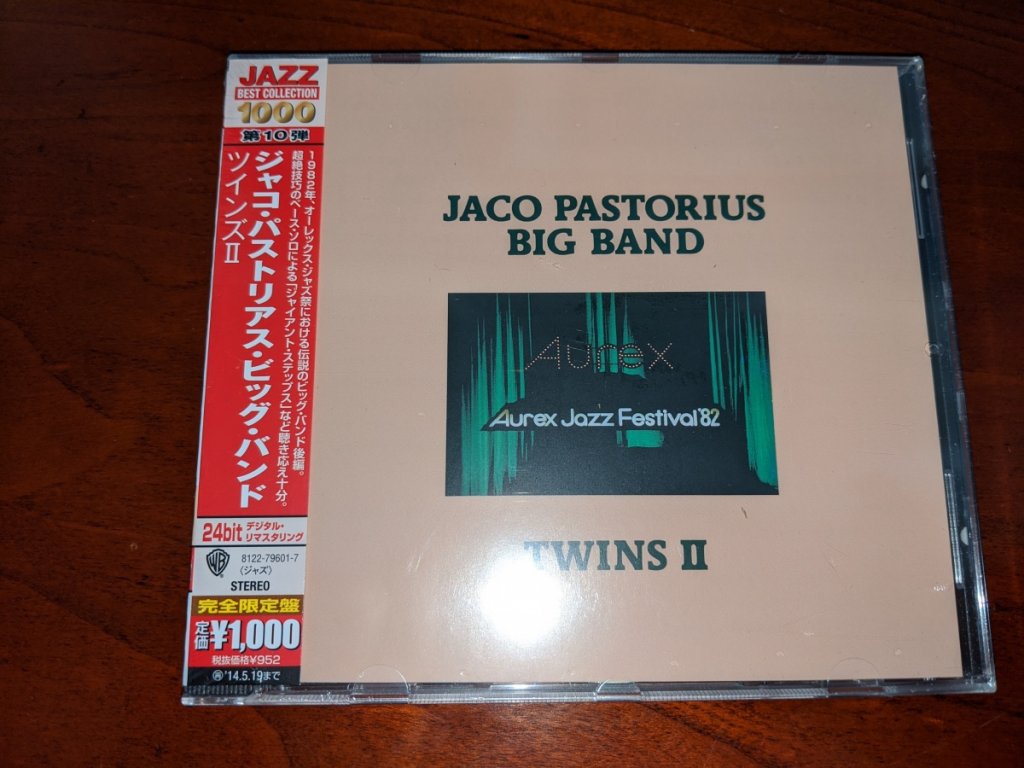 JAZZ
BEST COLLECTION
1000
第10弾
1982年、オーレックス・ジャズ祭における伝説のビッグ・バンド後編。
超絶技巧のベース・ソロによる「ジャイアント・ステップス」など聴き応え十分。
ジャコ・パストリアス・ビッグ・バンド
ツインズⅡ
24bit デジタル・
リマスタリング
WB
8122-79601-7
(ジャズ)
STEREO
完全限定盤
定価 ¥1,000
税抜価格¥952
再 '14.5.19まで
JACO PASTORIUS
BIG BAND
Aurex
Aurex Jazz Festival '82
TWINS II